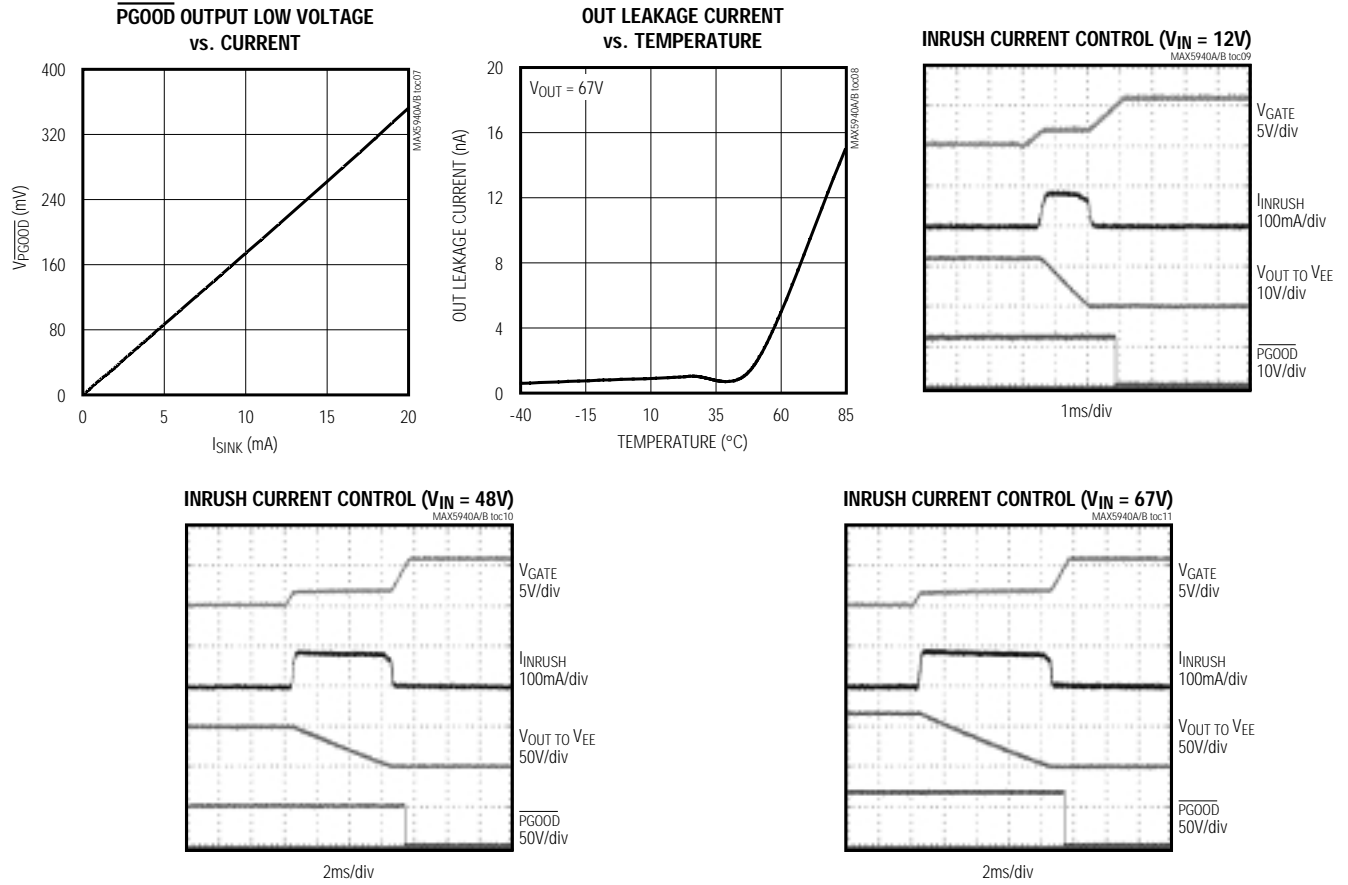 PGOOD OUTPUT LOW VOLTAGE
vs. CURRENT
MAX5940A/B toc07
400
320
240
160
80
0
VPGOOD (mV)
0 5 10 15 20
ISINK (mA)
OUT LEAKAGE CURRENT
vs. TEMPERATURE
MAX5940A/B toc08
VOUT = 67V
20
16
12
8
4
0
OUT LEAKAGE CURRENT (nA)
-40 -15 10 35 60 85
TEMPERATURE (°C)
INRUSH CURRENT CONTROL (VIN = 12V)
MAX5940A/B toc09
VGATE
5V/div
IINRUSH
100mA/div
VOUT TO VEE
10V/div
PGOOD
10V/div
1ms/div
INRUSH CURRENT CONTROL (VIN = 48V)
MAX5940A/B toc10
VGATE
5V/div
IINRUSH
100mA/div
VOUT TO VEE
50V/div
PGOOD
50V/div
2ms/div
INRUSH CURRENT CONTROL (VIN = 67V)
MAX5940A/B toc11
VGATE
5V/div
IINRUSH
100mA/div
VOUT TO VEE
50V/div
PGOOD
50V/div
2ms/div